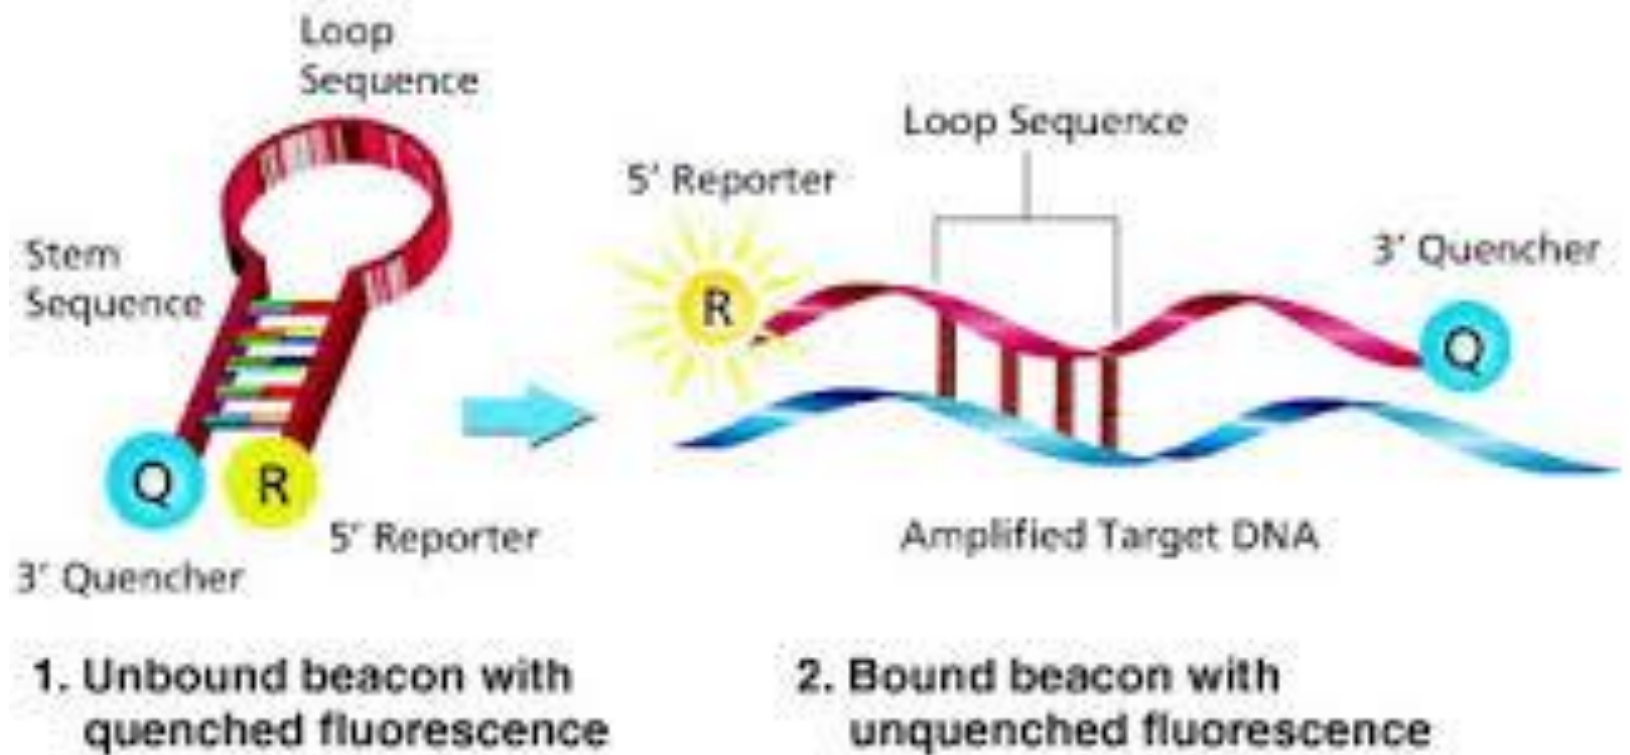 Loop
Sequence
Stem
Sequence
Q
R
5' Reporter
3' Quencher
1. Unbound beacon with
quenched fluorescence
Loop Sequence
5' Reporter
3' Quencher
R
Q
Amplified Target DNA
2. Bound beacon with
unquenched fluorescence